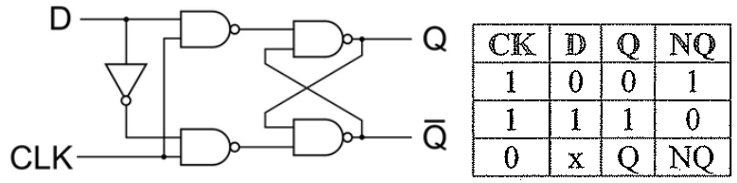 D
CLK
Q
Q̅
CK D Q NQ
1 0 0 1
1 1 1 0
0 x Q NQ